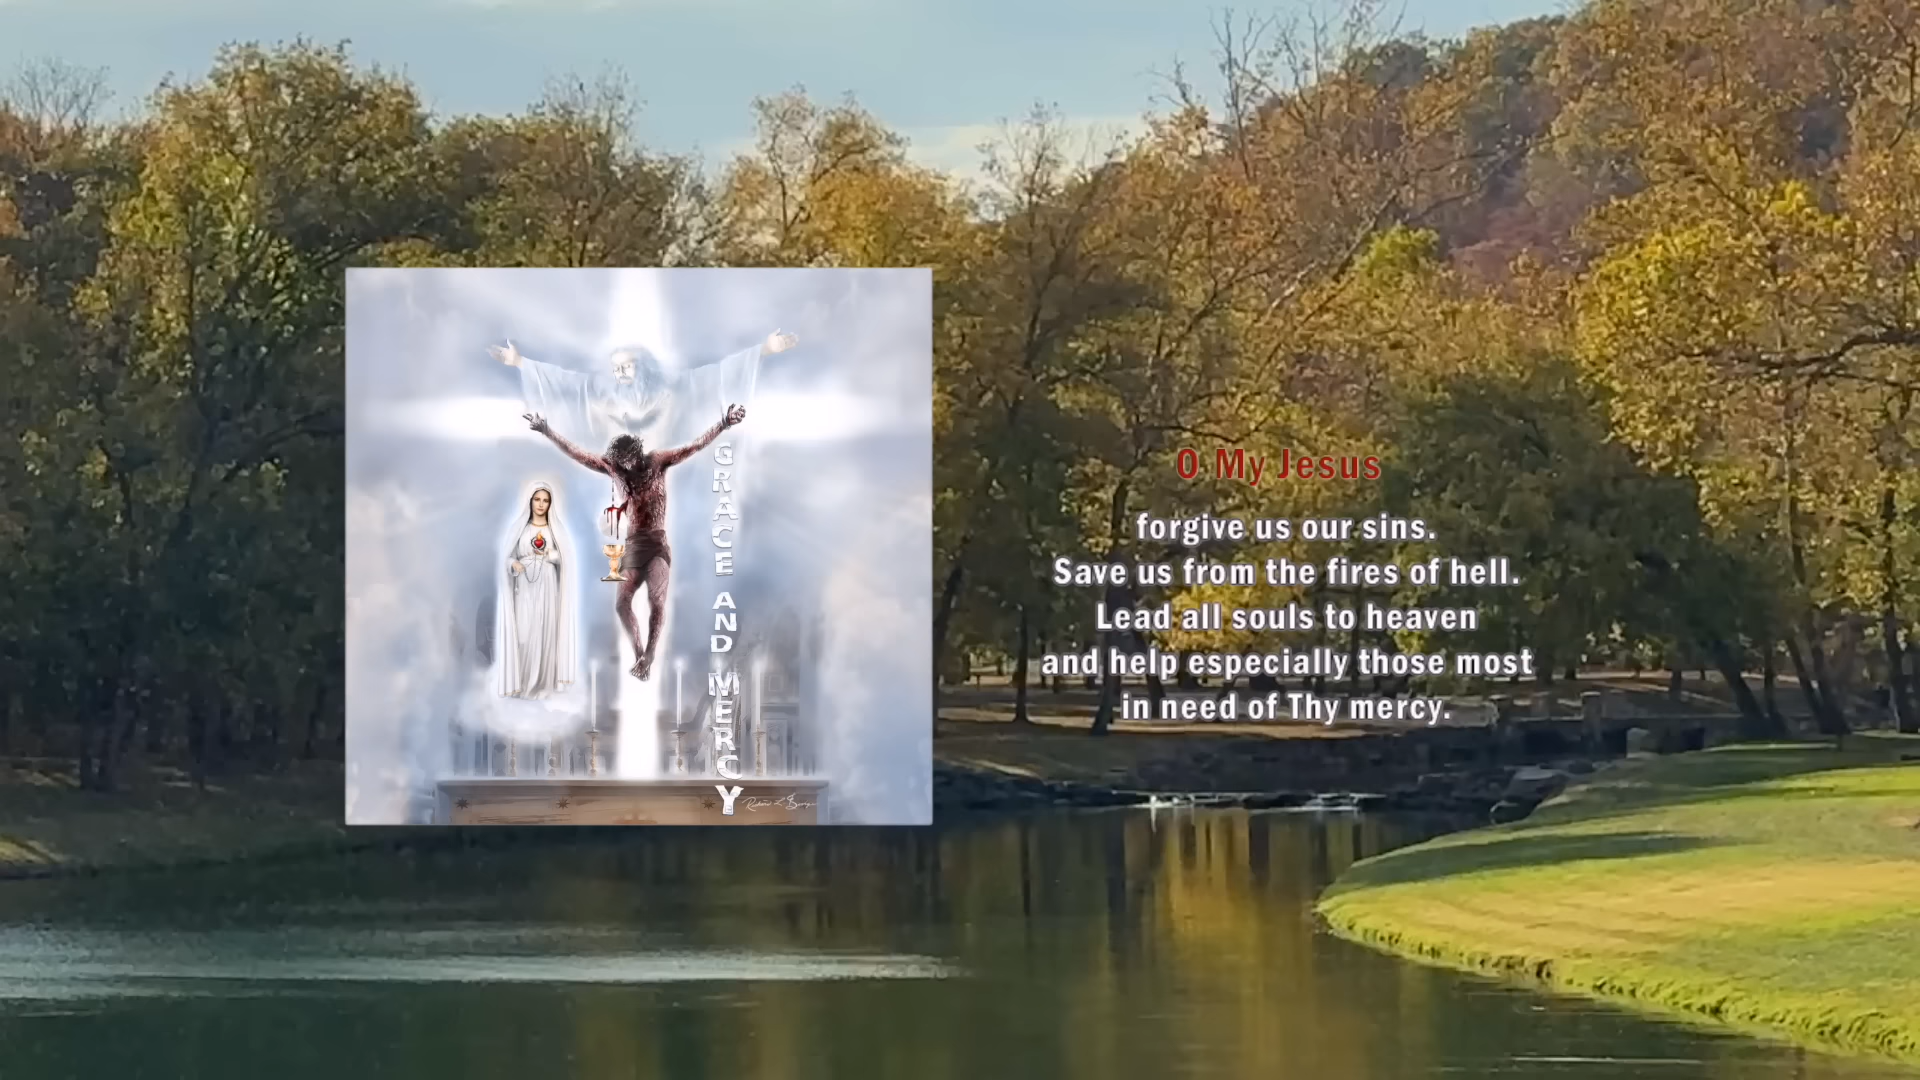 GRACE AND MERCY
O My Jesus
forgive us our sins.
Save us from the fires of hell.
Lead all souls to heaven
and help especially those most
in need of Thy mercy.